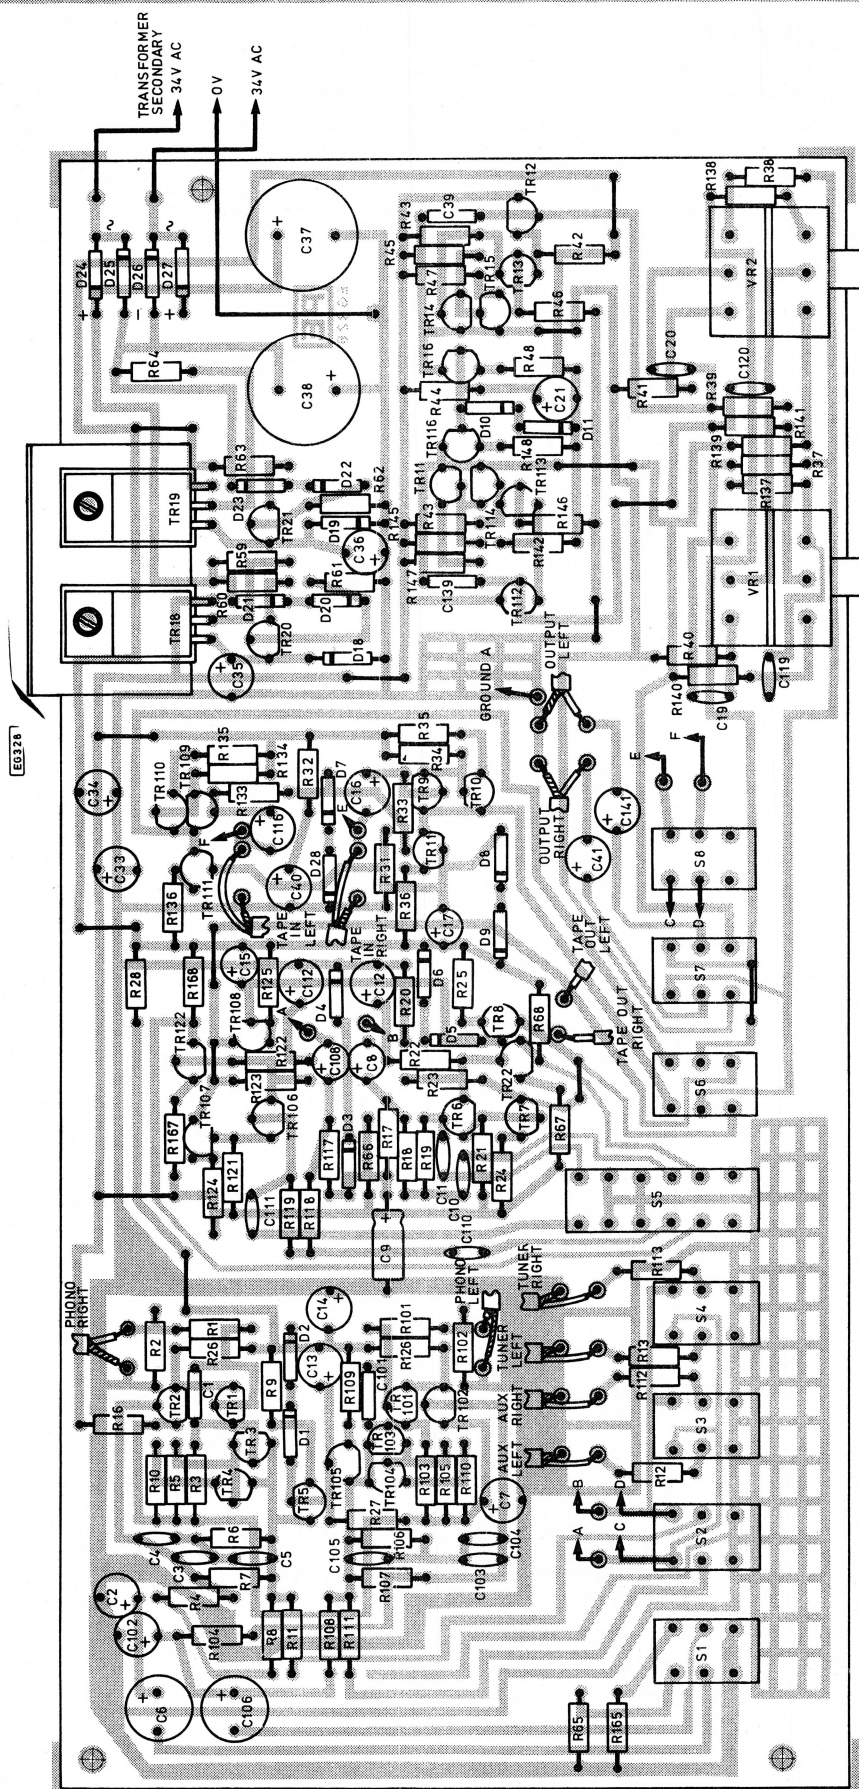 TRANSFORMER
SECONDARY
34V AC
0V
34V AC
EG328
D24
D25
D26
D27
+
~
−
+
~
R64
C37
+
C38
+
R43
R45
R47
C39
TR12
TR15
TR13
TR14
R42
R46
R138
R38
VR2
TR16
R44
R48
C21
+
D10
D11
TR116
R148
C20
R41
R39
C120
R139
R141
R137
R37
TR19
TR18
R63
D23
D22
R62
TR21
D19
C36
+
R145
R59
R60
D21
D20
R61
TR20
D18
C35
+
TR11
TR113
TR114
R43
R147
R142
R146
C139
TR112
VR1
R40
R140
C19
C119
GROUND A
OUTPUT
LEFT
OUTPUT
RIGHT
C34
+
C33
+
TR110
TR109
R135
R134
R133
R32
D7
C16
+
R35
R34
R33
TR9
TR10
F
C116
+
E
TR111
R136
C40
+
D28
R31
R36
TR11
D8
C141
+
C41
+
E
F
S8
C
D
TAPE
IN
LEFT
TAPE
IN
RIGHT
C17
+
D9
R28
R168
C15
+
R125
C112
+
C12
+
D4
R20
D6
R25
TAPE
OUT
LEFT
TAPE OUT
RIGHT
S7
TR122
TR108
A
B
R122
R123
C108
+
C8
+
R22
R23
D5
TR8
R68
TR22
S6
R167
TR107
TR106
R124
R121
C111
R119
R118
R117
D3
R66
R17
R18
R19
TR6
TR7
R67
C11
C10
R21
R24
S5
C9
+
C110
PHONO
RIGHT
PHONO
LEFT
TUNER
RIGHT
TUNER
LEFT
AUX
RIGHT
AUX
LEFT
R2
R1
R26
C14
+
R101
R126
R102
R113
S4
R16
TR2
C1
TR1
R9
D2
C13
+
R109
C101
TR
101
TR102
R13
R112
S3
R10
R5
R3
TR3
TR4
D1
TR5
TR105
TR
103
TR104
R103
R105
R110
R12
C7
+
C4
C3
R6
C5
R7
R27
C105
R106
R107
C103
C104
A
B
C
D
S2
C2
+
C102
+
R4
R104
R8
R11
R108
R111
S1
C6
+
C106
+
R65
R165